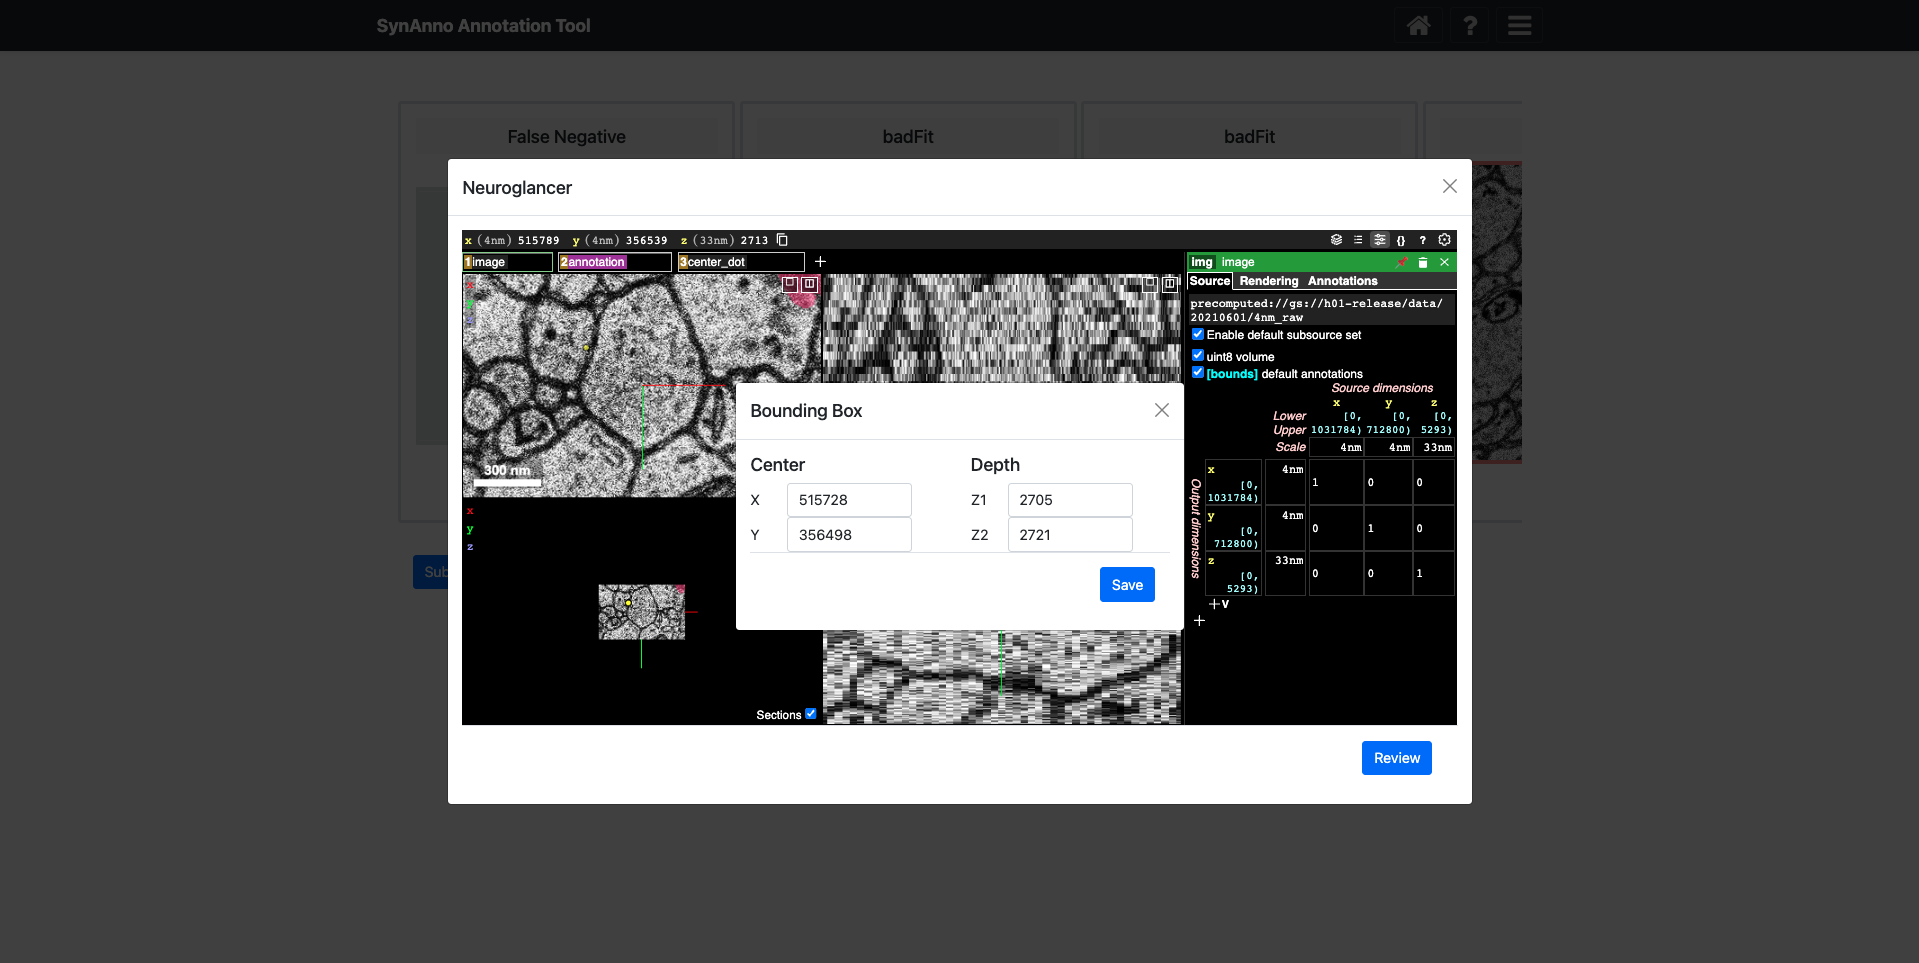 SynAnno Annotation Tool
?
False Negative
badFit
badFit
Neuroglancer
x (4nm) 515789 y (4nm) 356539 z (33nm) 2713
{} ?
1 image
2 annotation
3 center_dot
+
img image
Source Rendering Annotations
precomputed://gs://h01-release/data/
20210601/4nm_raw
Enable default subsource set
uint8 volume
[bounds] default annotations
Source dimensions
x y z
Lower [0, [0, [0,
Upper 1031784) 712800) 5293)
Scale 4nm 4nm 33nm
Output dimensions
x 4nm
[0, 1 0 0
1031784)
y 4nm
[0, 0 1 0
712800)
z 33nm
[0, 0 0 1
5293)
+V
+
x
y
z
300 nm
x
y
z
Sections
Bounding Box
Center
Depth
X 515728
Z1 2705
Y 356498
Z2 2721
Save
Sub
Review